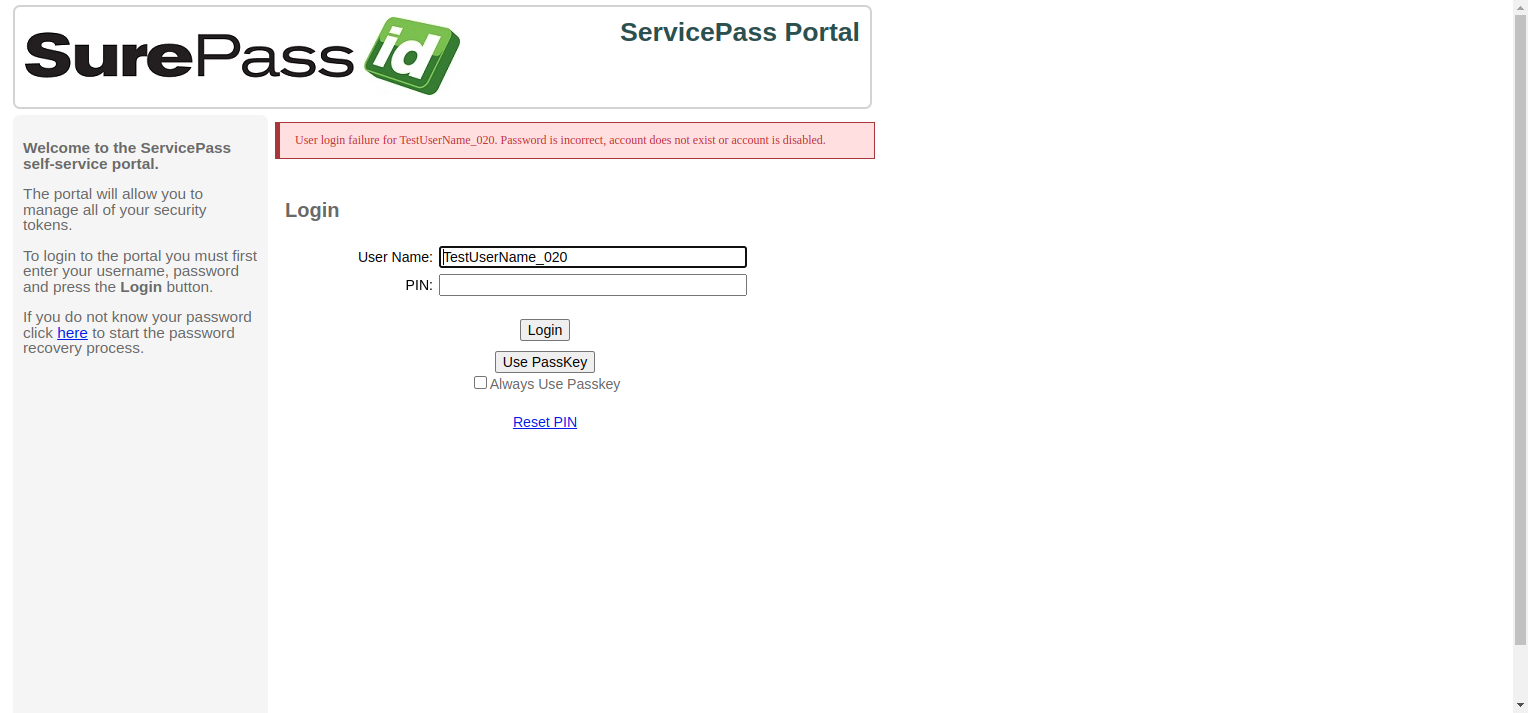 SurePass id
ServicePass Portal
Welcome to the ServicePass
self-service portal.
The portal will allow you to
manage all of your security
tokens.
To login to the portal you must first
enter your username, password
and press the Login button.
If you do not know your password
click here to start the password
recovery process.
User login failure for TestUserName_020. Password is incorrect, account does not exist or account is disabled.
Login
User Name: TestUserName_020
PIN:
Login
Use PassKey
Always Use Passkey
Reset PIN